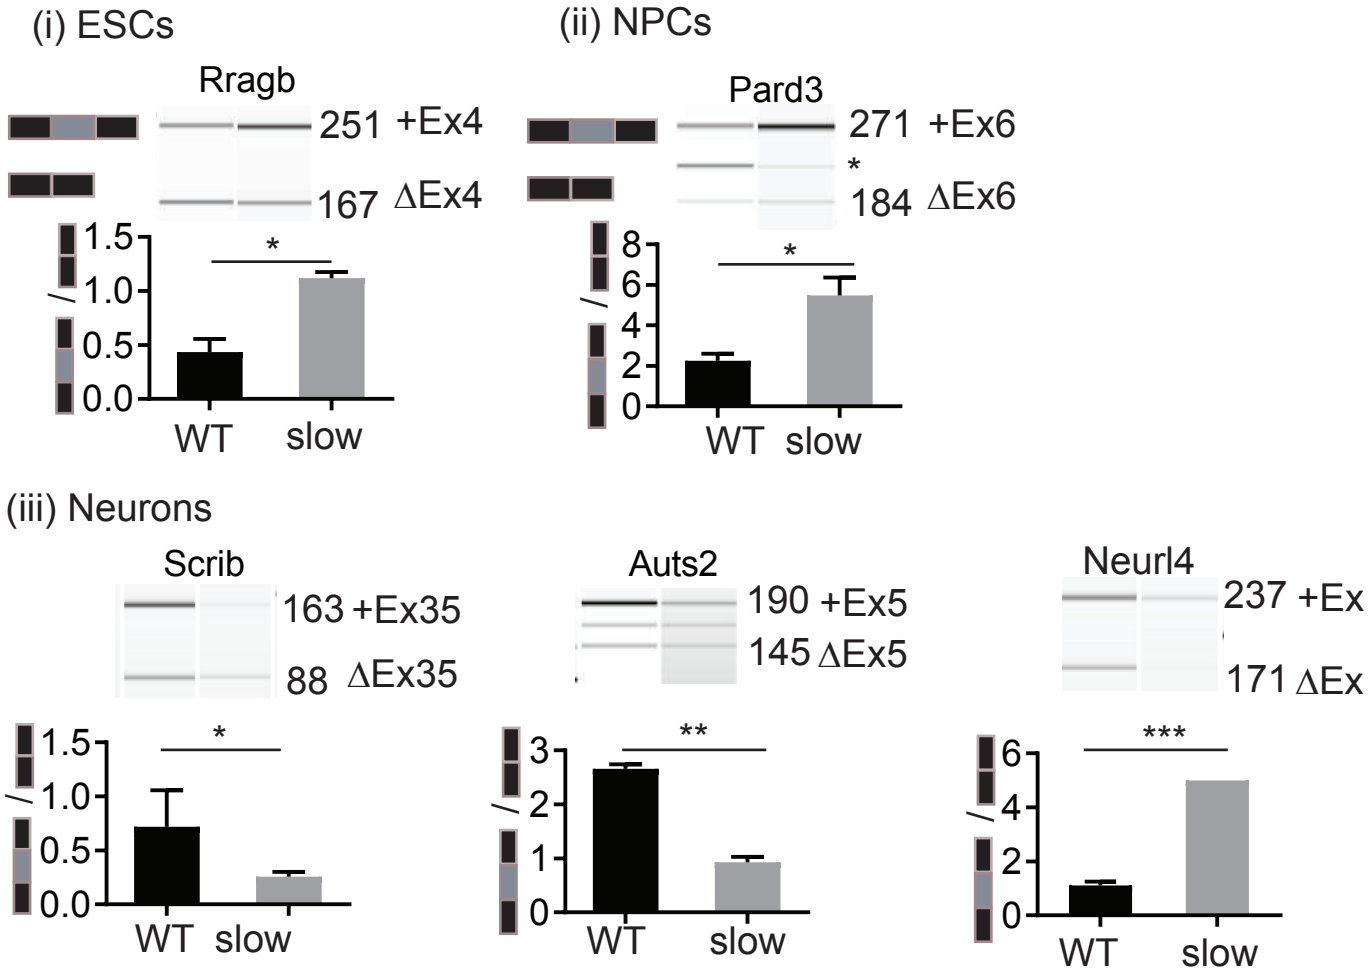 (i) ESCs
Rragb
251 +Ex4
167 ΔEx4
/
1.5
1.0
0.5
0.0
*
WT slow
(ii) NPCs
Pard3
271 +Ex6
*
184 ΔEx6
/
8
6
4
2
0
*
WT slow
(iii) Neurons
Scrib
163 +Ex35
88 ΔEx35
/
1.5
1.0
0.5
0.0
*
WT slow
Auts2
190 +Ex5
145 ΔEx5
/
3
2
1
0
**
WT slow
Neurl4
237 +Ex
171 ΔEx
/
6
4
2
0
***
WT slow